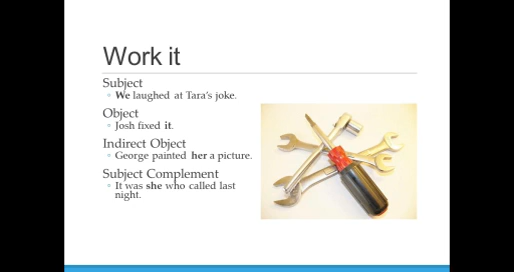 Work it
Subject
◦ We laughed at Tara's joke.
Object
◦ Josh fixed it.
Indirect Object
◦ George painted her a picture.
Subject Complement
◦ It was she who called last
night.